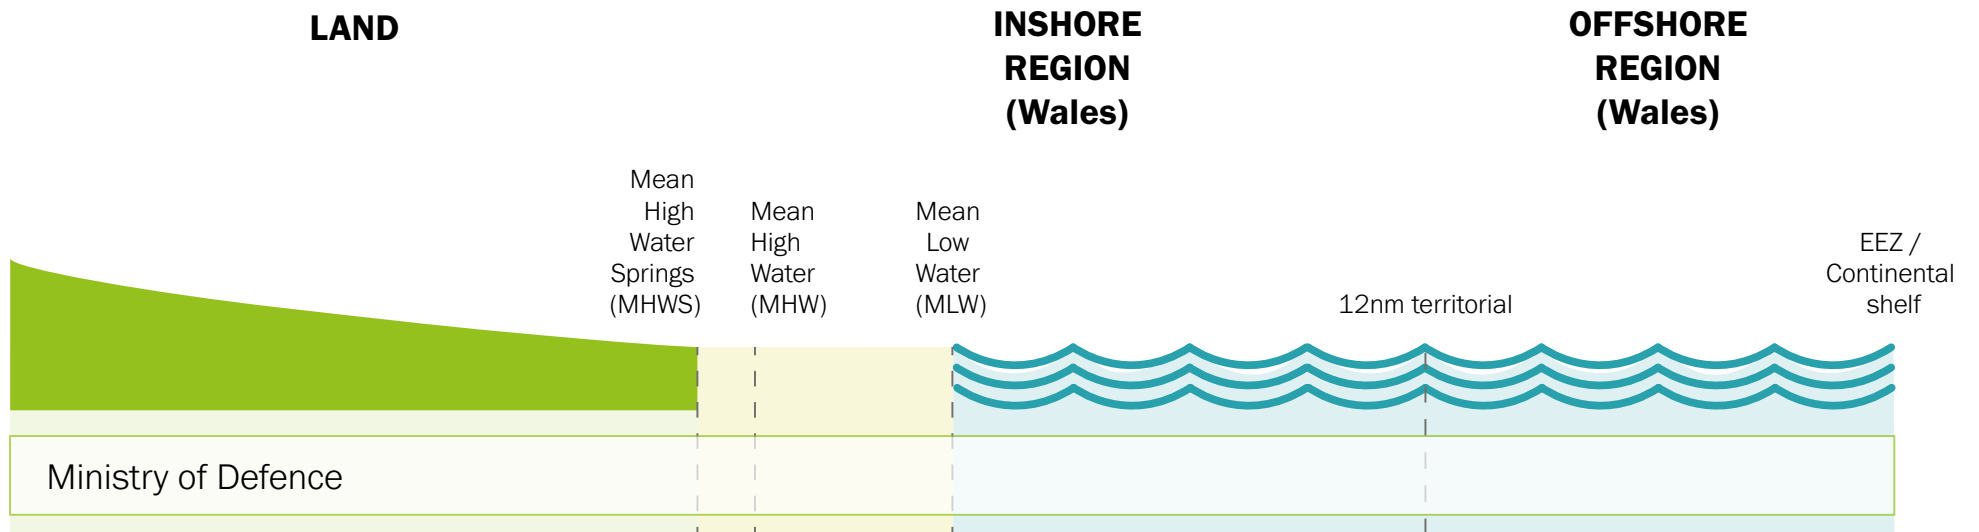 LAND
INSHORE
REGION
(Wales)
OFFSHORE
REGION
(Wales)
Mean
High
Water
Springs
(MHWS)
Mean
High
Water
(MHW)
Mean
Low
Water
(MLW)
12nm territorial
EEZ /
Continental
shelf
Ministry of Defence